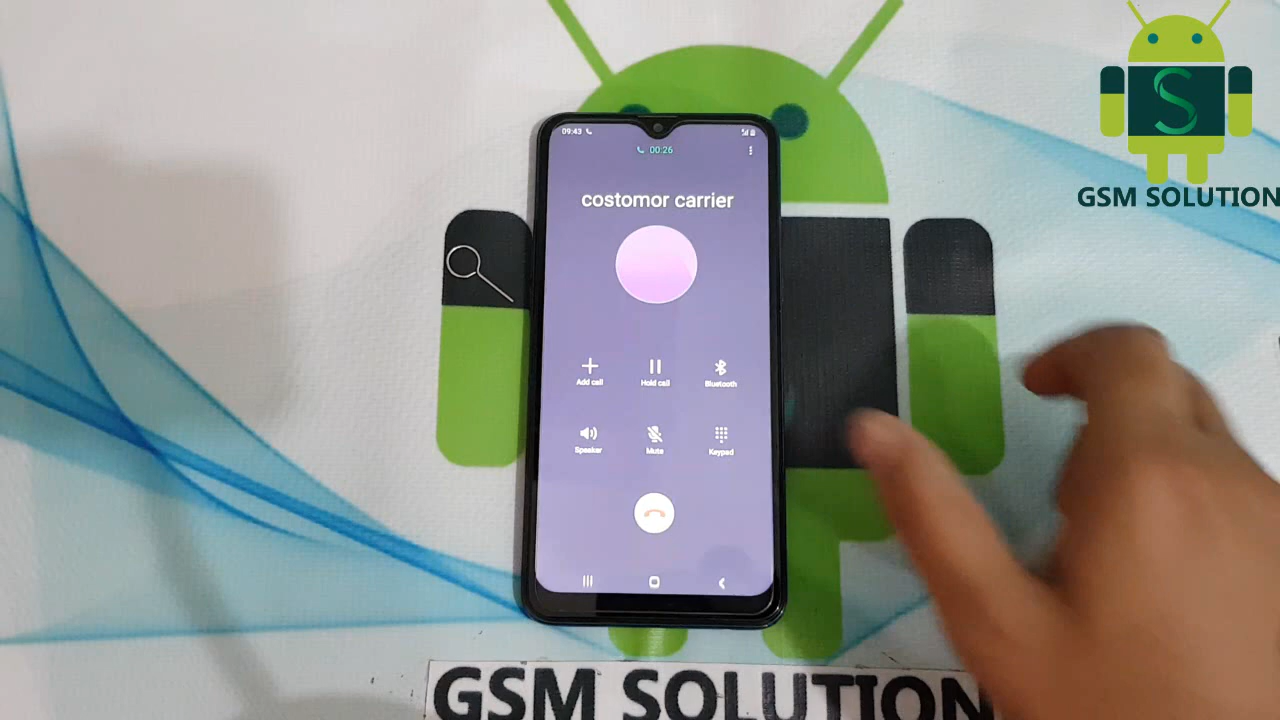 09:43
00:26
costomor carrier
Add call
Hold call
Bluetooth
Speaker
Mute
Keypad
S
GSM SOLUTION
GSM SOLUTION